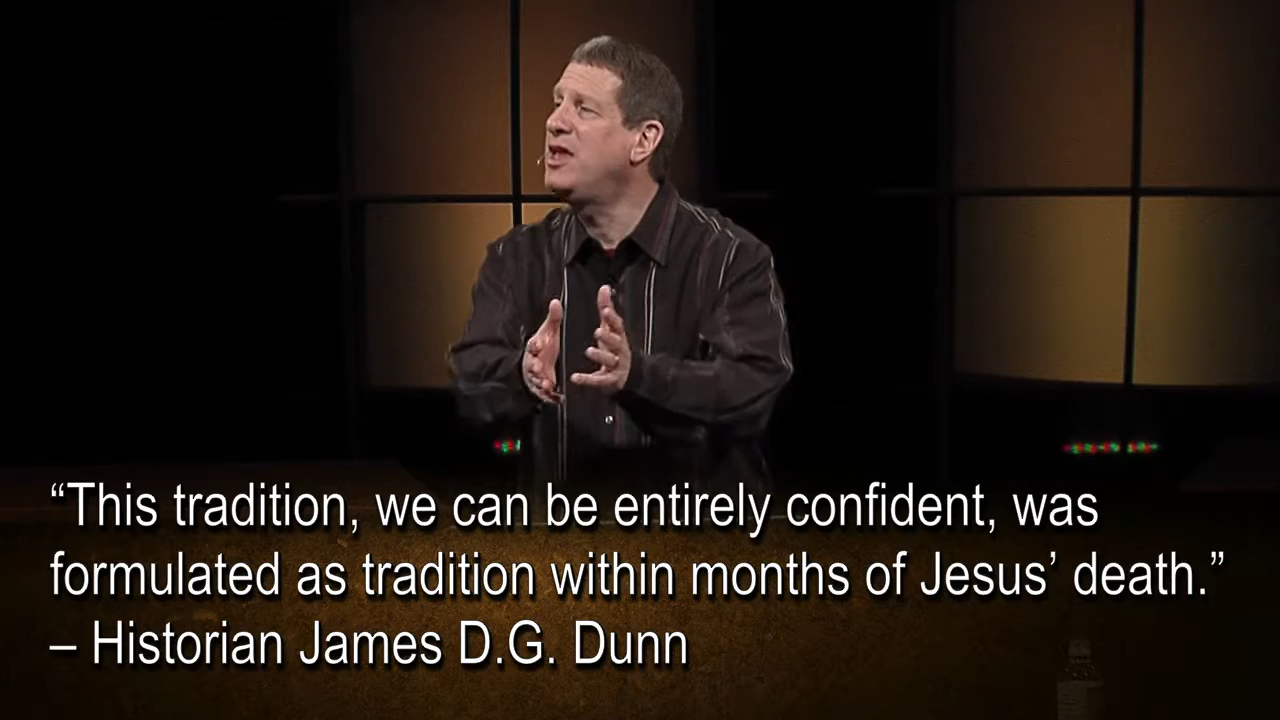 “This tradition, we can be entirely confident, was
formulated as tradition within months of Jesus’ death.”
– Historian James D.G. Dunn